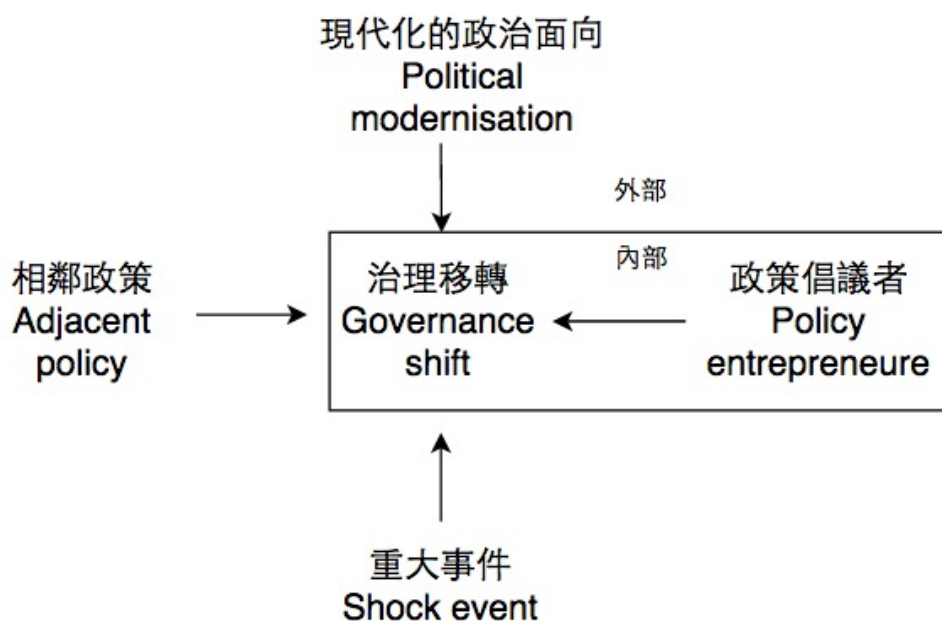 現代化的政治面向
Political
modernisation
外部
內部
相鄰政策
Adjacent
policy
治理移轉
Governance
shift
政策倡議者
Policy
entrepreneure
重大事件
Shock event